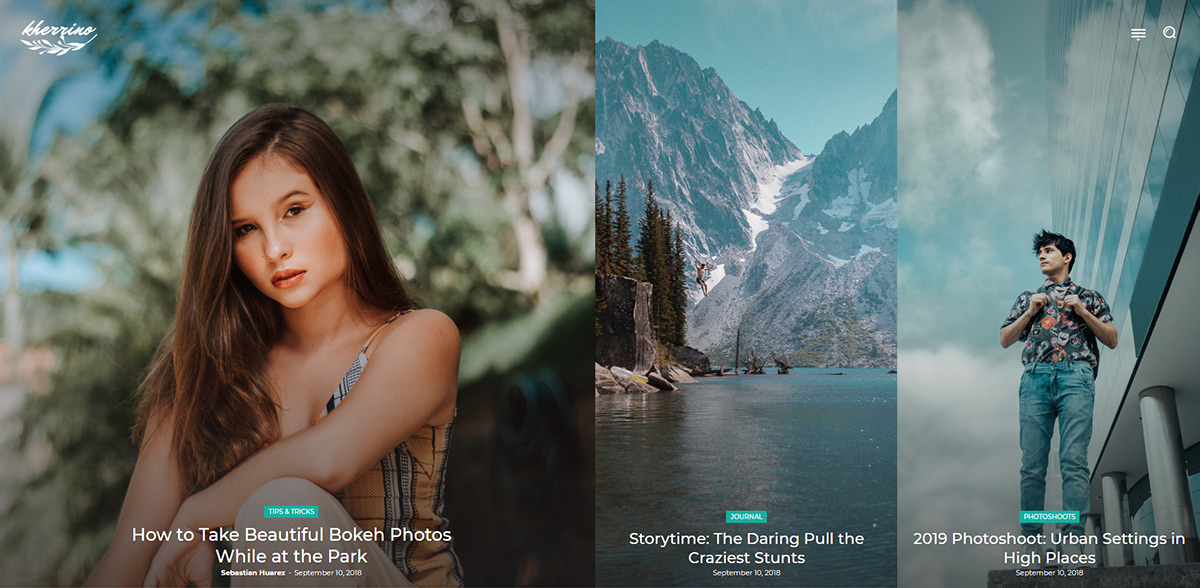 kherrino
TIPS & TRICKS
How to Take Beautiful Bokeh Photos
While at the Park
Sebastian Huarez - September 10, 2018
JOURNAL
Storytime: The Daring Pull the
Craziest Stunts
September 10, 2018
PHOTOSHOOTS
2019 Photoshoot: Urban Settings in
High Places
September 10, 2018